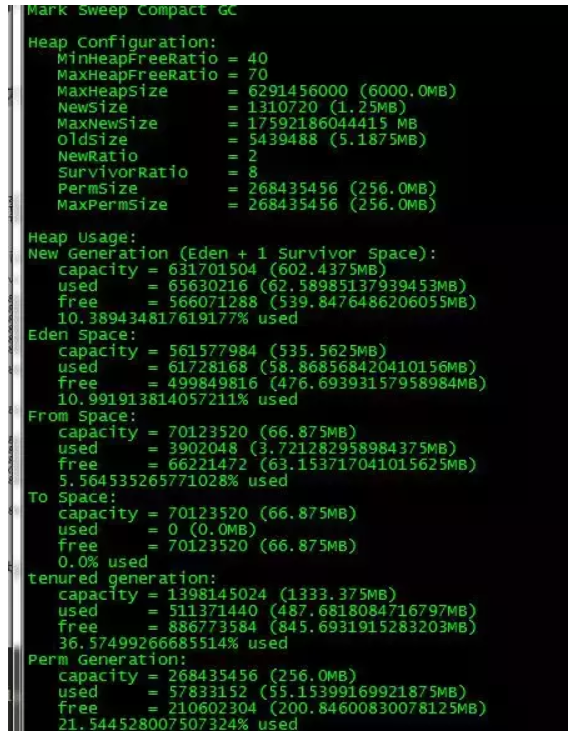 Mark Sweep Compact GC
Heap Configuration:
MinHeapFreeRatio = 40
MaxHeapFreeRatio = 70
MaxHeapSize = 6291456000 (6000.0MB)
NewSize = 1310720 (1.25MB)
MaxNewSize = 17592186044415 MB
OldSize = 5439488 (5.1875MB)
NewRatio = 2
SurvivorRatio = 8
PermSize = 268435456 (256.0MB)
MaxPermSize = 268435456 (256.0MB)
Heap Usage:
New Generation (Eden + 1 Survivor Space):
capacity = 631701504 (602.4375MB)
used = 65630216 (62.58985137939453MB)
free = 566071288 (539.8476486206055MB)
10.389434817619177% used
Eden Space:
capacity = 561577984 (535.5625MB)
used = 61728168 (58.868568420410156MB)
free = 499849816 (476.69393157958984MB)
10.991913814057211% used
From Space:
capacity = 70123520 (66.875MB)
used = 3902048 (3.721282958984375MB)
free = 66221472 (63.153717041015625MB)
5.564535265771028% used
To Space:
capacity = 70123520 (66.875MB)
used = 0 (0.0MB)
free = 70123520 (66.875MB)
0.0% used
tenured generation:
capacity = 1398145024 (1333.375MB)
used = 511371440 (487.6818084716797MB)
free = 886773584 (845.6931915283203MB)
36.57499266685514% used
Perm Generation:
capacity = 268435456 (256.0MB)
used = 57833152 (55.15399169921875MB)
free = 210602304 (200.84600830078125MB)
21.544528007507324% used